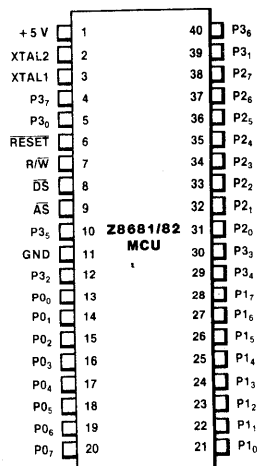 +5 V 1 40 P3₆
XTAL2 2 39 P3₁
XTAL1 3 38 P2₇
P3₇ 4 37 P2₆
P3₀ 5 36 P2₅
R̅E̅S̅E̅T̅ 6 35 P2₄
R/W̅ 7 34 P2₃
D̅S̅ 8 33 P2₂
A̅S̅ 9 32 P2₁
P3₅ 10 Z8681/82 31 P2₀
GND 11 MCU 30 P3₃
P3₂ 12 29 P3₄
P0₀ 13 28 P1₇
P0₁ 14 27 P1₆
P0₂ 15 26 P1₅
P0₃ 16 25 P1₄
P0₄ 17 24 P1₃
P0₅ 18 23 P1₂
P0₆ 19 22 P1₁
P0₇ 20 21 P1₀